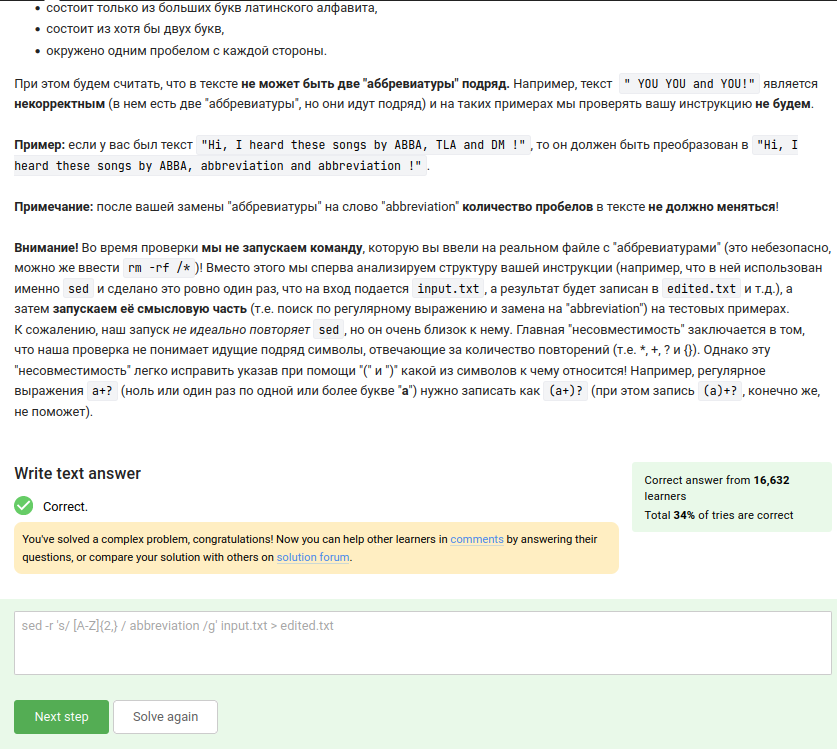 состоит только из больших букв латинского алфавита,
состоит из хотя бы двух букв,
окружено одним пробелом с каждой стороны.
При этом будем считать, что в тексте не может быть две "аббревиатуры" подряд. Например, текст " YOU YOU and YOU!" является
некорректным (в нем есть две "аббревиатуры", но они идут подряд) и на таких примерах мы проверять вашу инструкцию не будем.
Пример: если у вас был текст "Hi, I heard these songs by ABBA, TLA and DM !", то он должен быть преобразован в "Hi, I
heard these songs by ABBA, abbreviation and abbreviation !".
Примечание: после вашей замены "аббревиатуры" на слово "abbreviation" количество пробелов в тексте не должно меняться!
Внимание! Во время проверки мы не запускаем команду, которую вы ввели на реальном файле с "аббревиатурами" (это небезопасно,
можно же ввести rm -rf /*)! Вместо этого мы сперва анализируем структуру вашей инструкции (например, что в ней использован
именно sed и сделано это ровно один раз, что на вход подается input.txt, а результат будет записан в edited.txt и т.д.), а
затем запускаем её смысловую часть (т.е. поиск по регулярному выражению и замена на "abbreviation") на тестовых примерах.
К сожалению, наш запуск не идеально повторяет sed, но он очень близок к нему. Главная "несовместимость" заключается в том,
что наша проверка не понимает идущие подряд символы, отвечающие за количество повторений (т.е. *, +, ? и {}). Однако эту
"несовместимость" легко исправить указав при помощи "(" и ")" какой из символов к чему относится! Например, регулярное
выражения a+? (ноль или один раз по одной или более букве "a") нужно записать как (a+)? (при этом запись (a)+?, конечно же,
не поможет).
Write text answer
Correct.
Correct answer from 16,632
learners
Total 34% of tries are correct
You've solved a complex problem, congratulations! Now you can help other learners in comments by answering their
questions, or compare your solution with others on solution forum.
sed -r 's/ [A-Z]{2,} / abbreviation /g' input.txt > edited.txt
Next step
Solve again